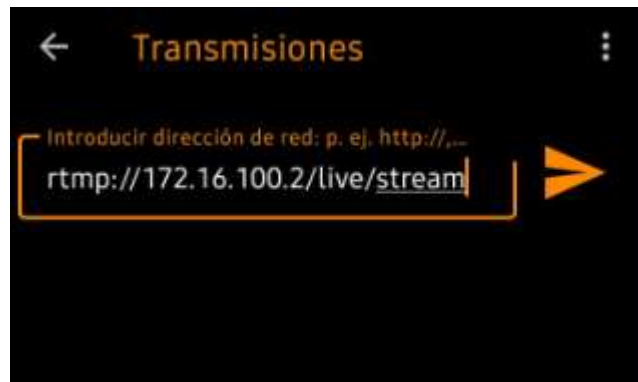 Transmisiones
Introducir dirección de red: p. ej. http://,...
rtmp://172.16.100.2/live/stream